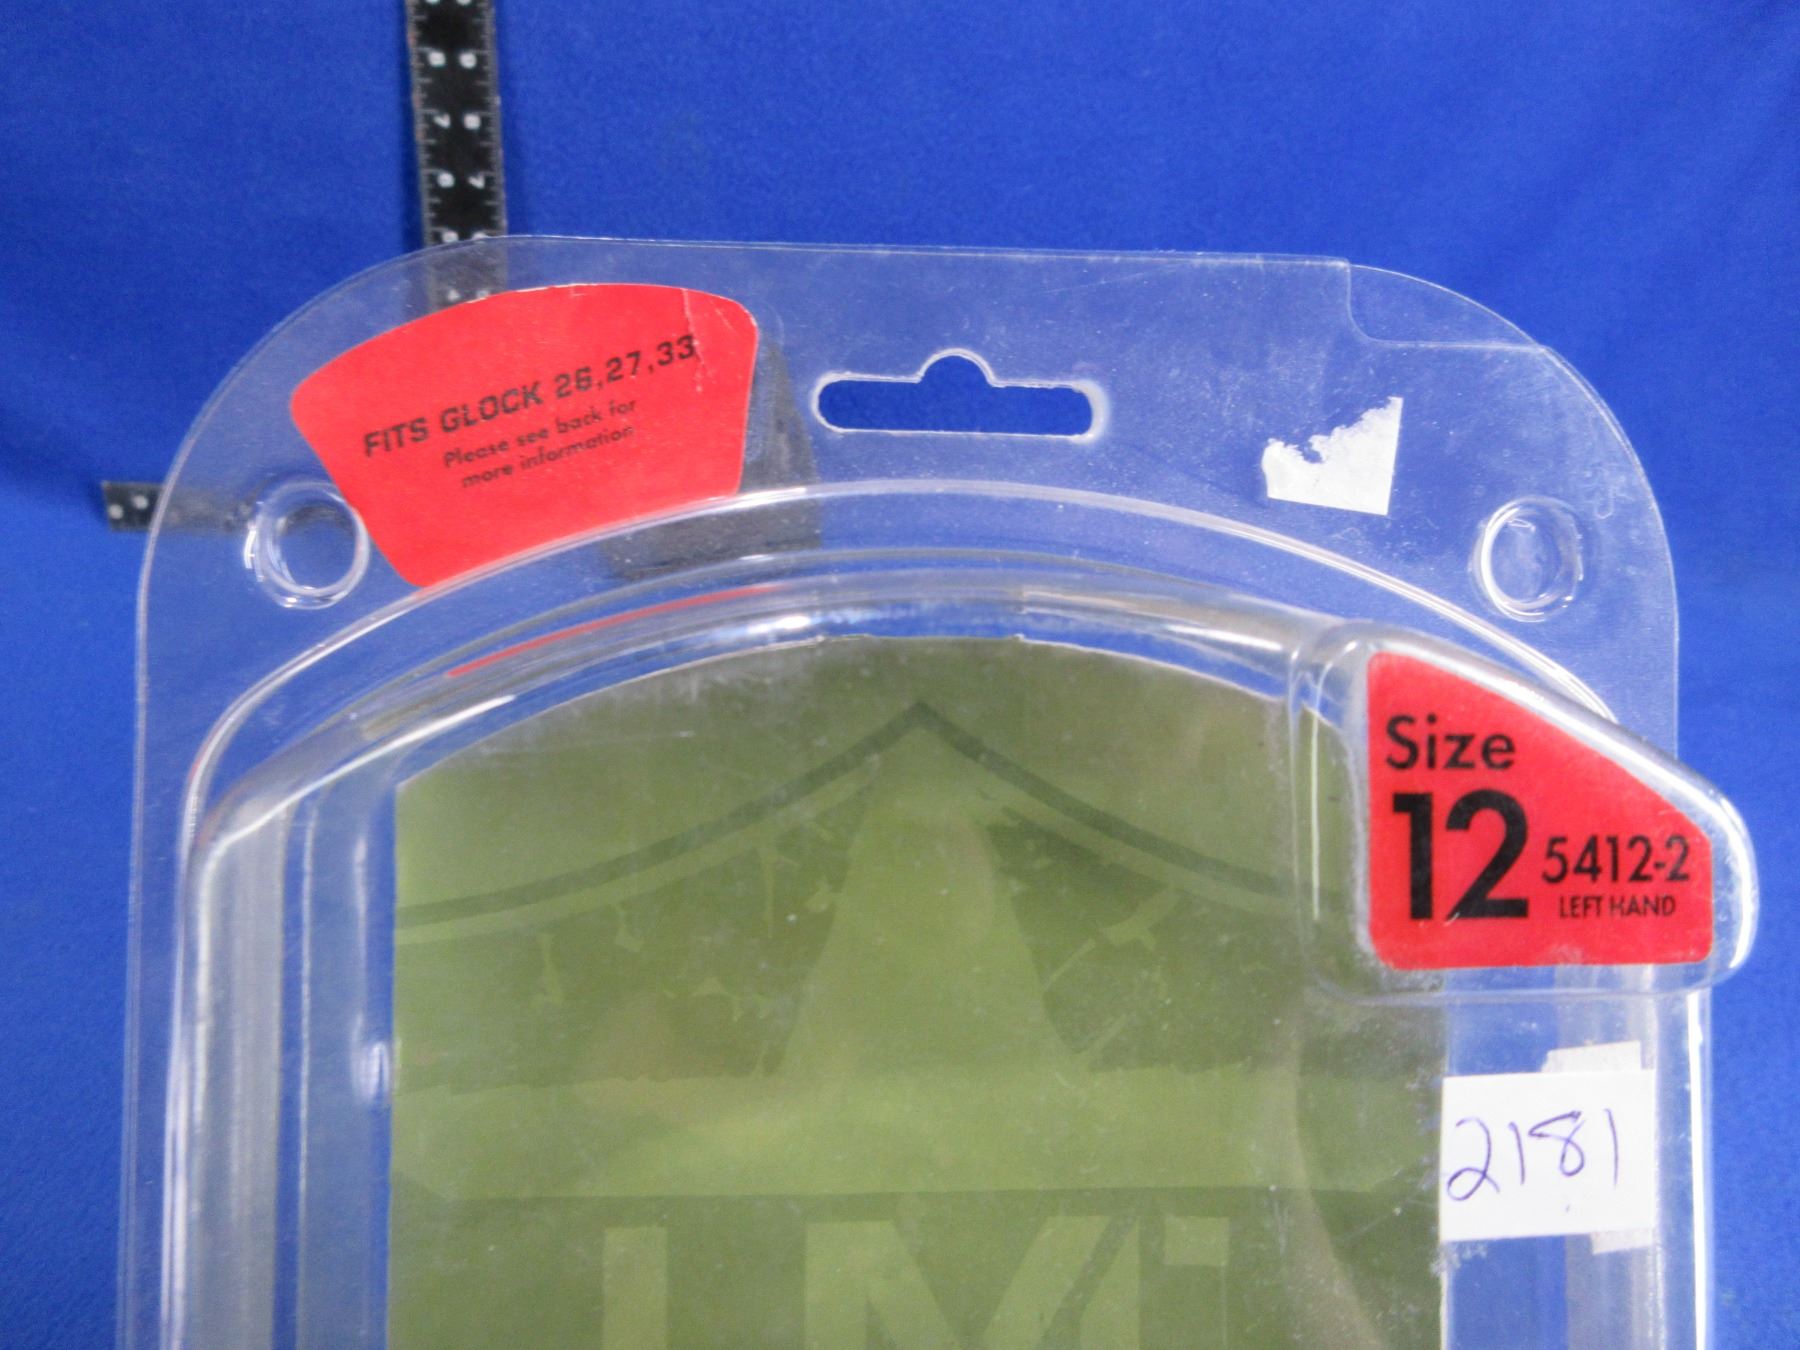 FITS GLOCK 26,27,33
Please see back for
more information
Size
12 5412-2
LEFT HAND
2181